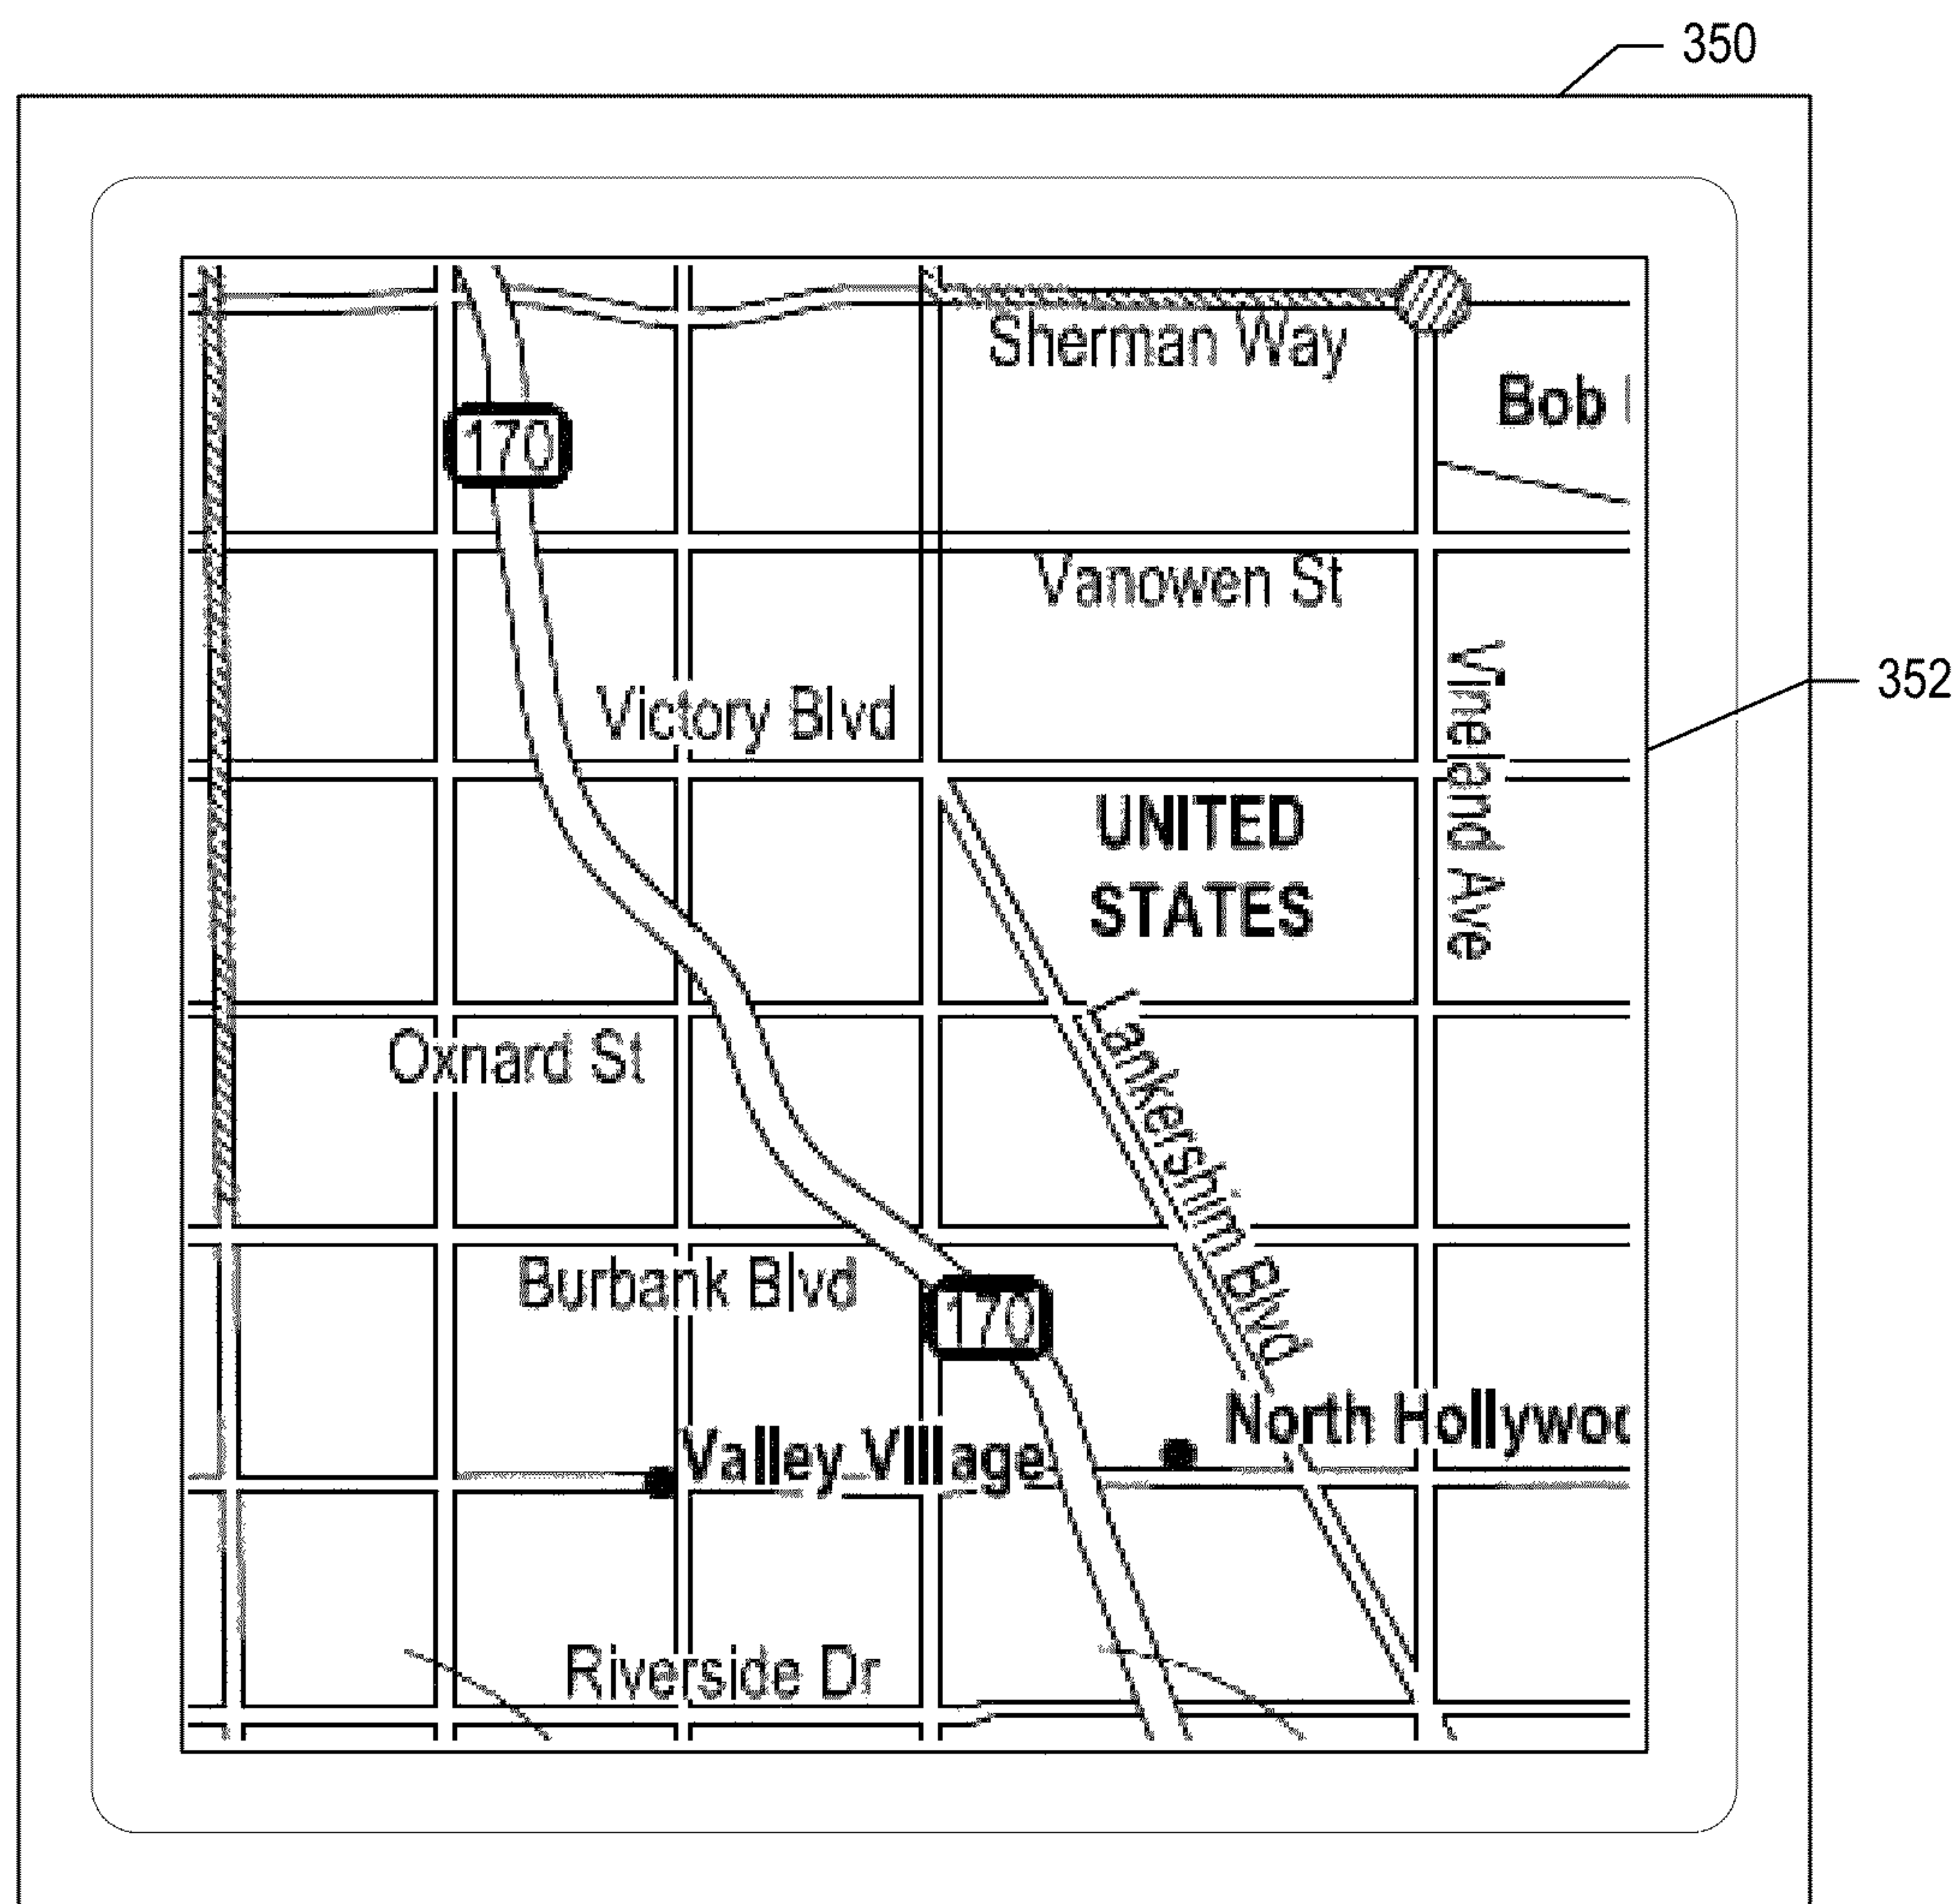 350
Sherman Way
Bob
170
Vanowen St
Vineland Ave
352
Victory Blvd
UNITED
STATES
Lankershim Blvd
Oxnard St
Burbank Blvd
170
North Hollywoo
Valley Village
Riverside Dr